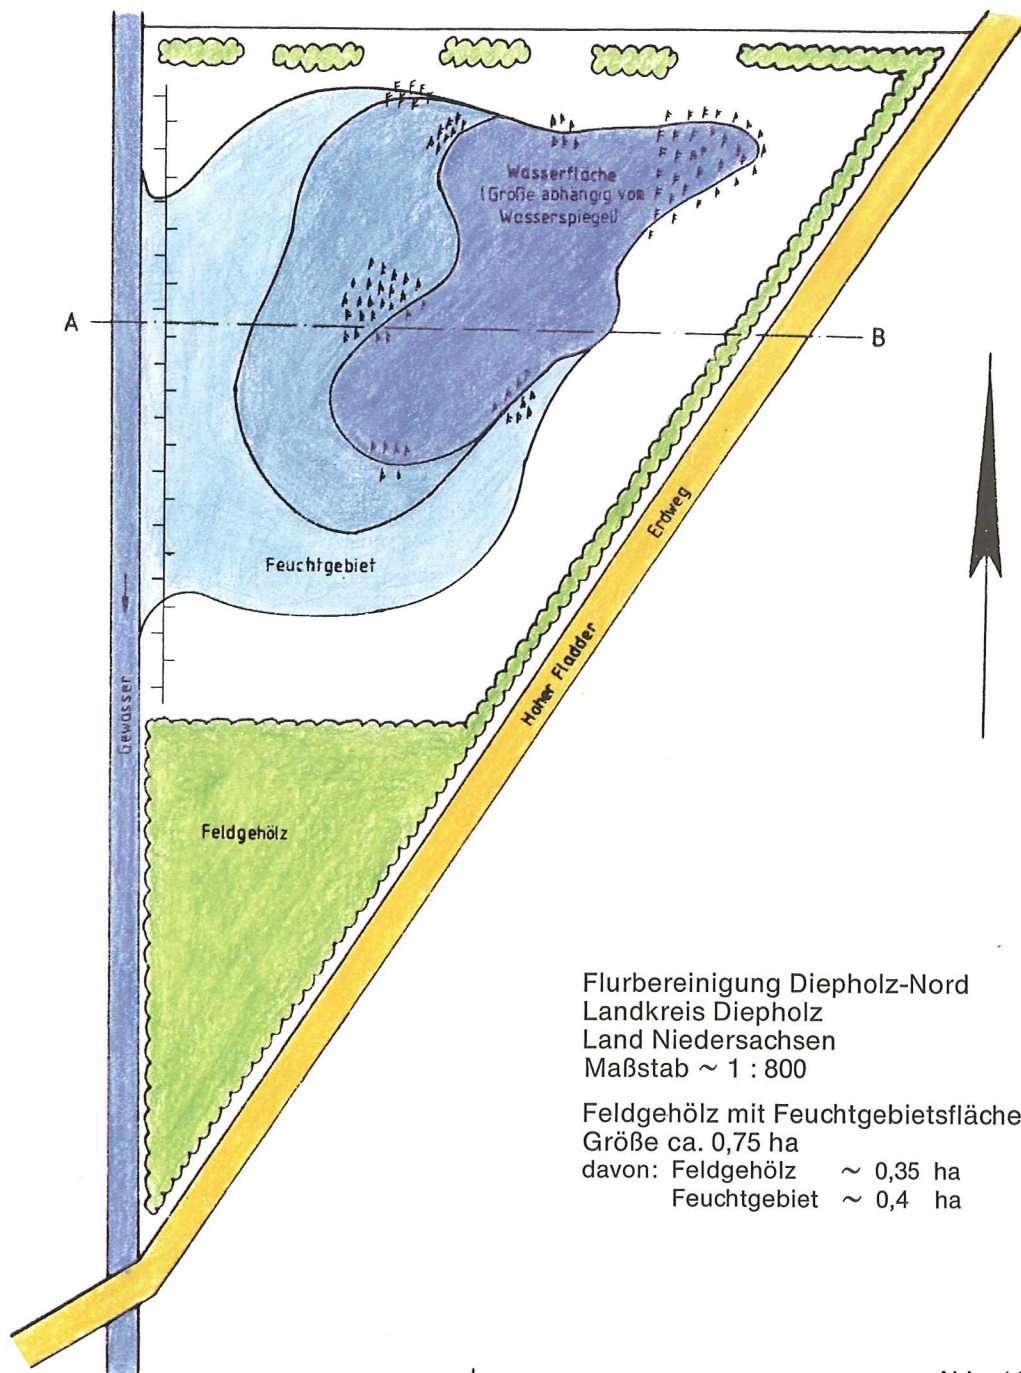 Wasserfläche
(Größe abhängig vom
Wasserspiegel)
A
B
Erdweg
Feuchtgebiet
Hoher Fladder
Gewässer
Feldgehölz
Flurbereinigung Diepholz-Nord
Landkreis Diepholz
Land Niedersachsen
Maßstab ~ 1 : 800
Feldgehölz mit Feuchtgebietsfläche
Größe ca. 0,75 ha
davon: Feldgehölz ~ 0,35 ha
Feuchtgebiet ~ 0,4 ha